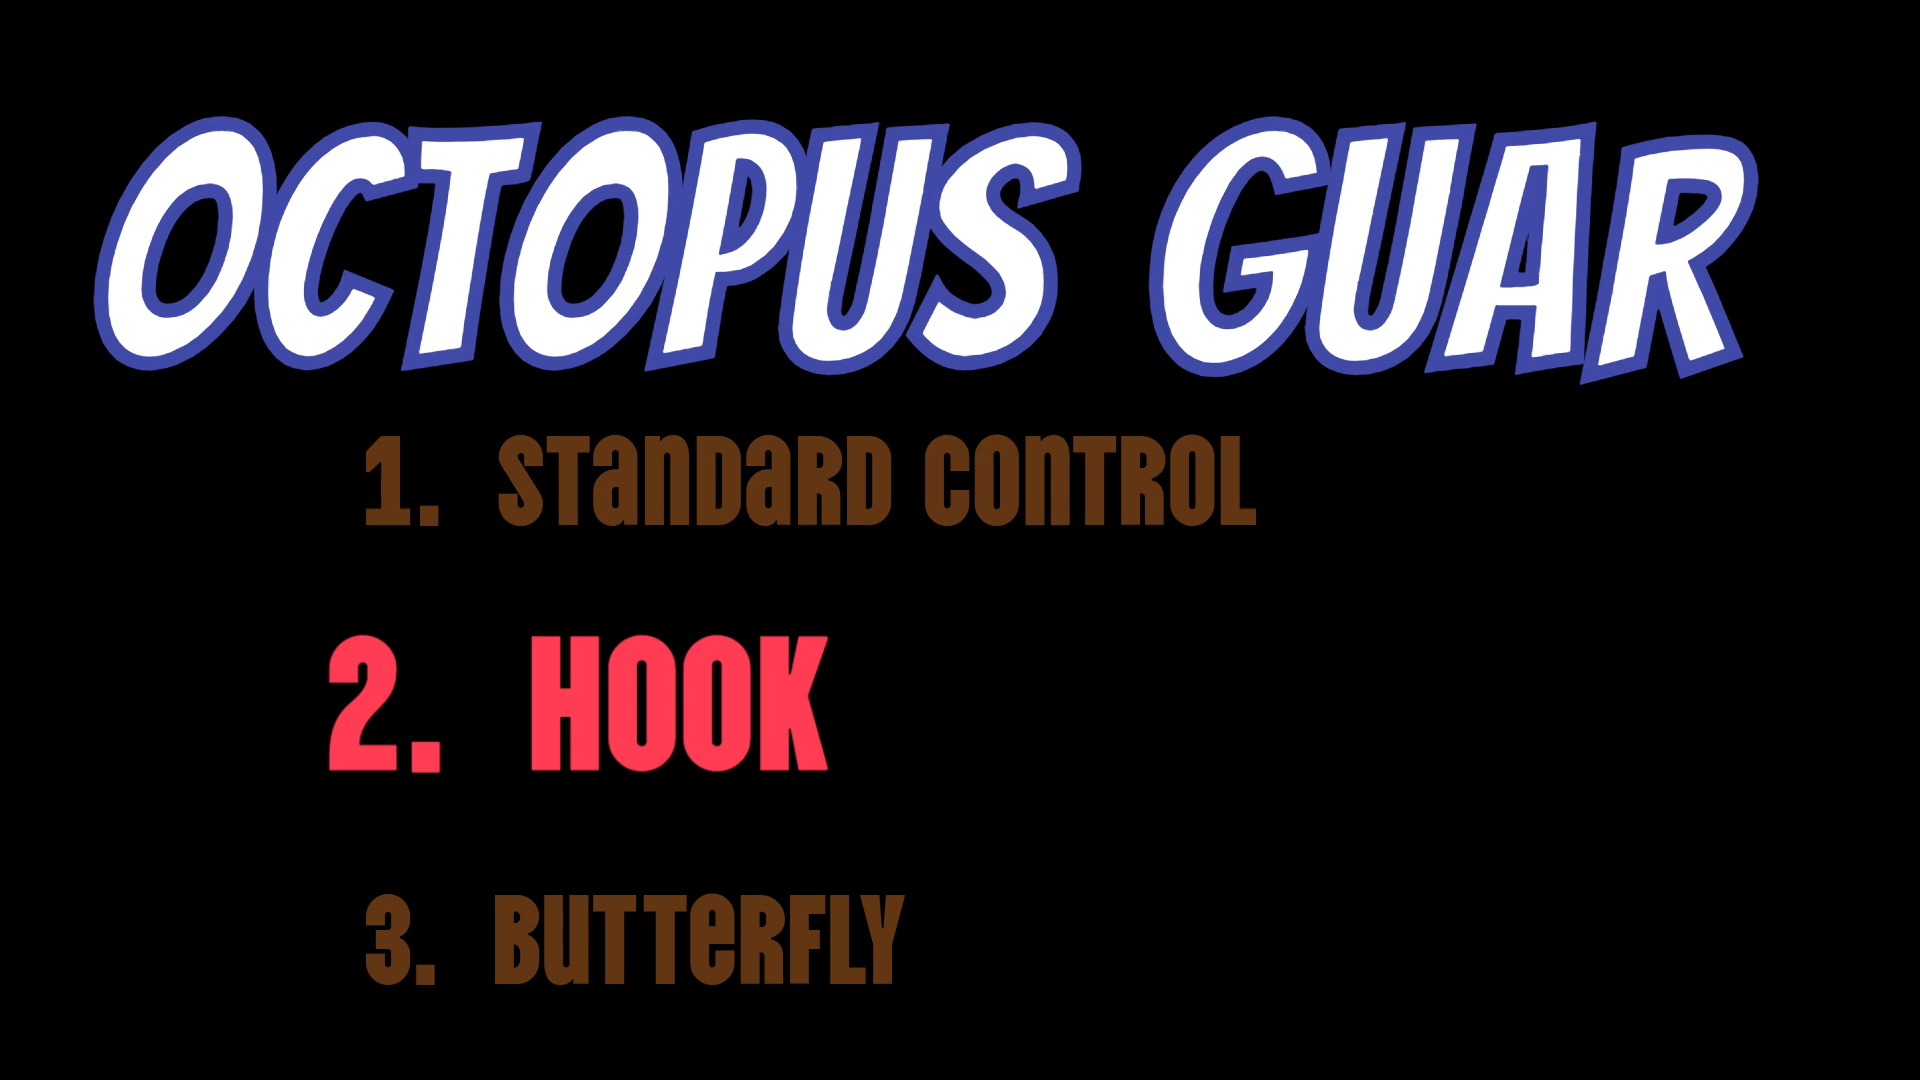 OCTOPUS GUAR
1. STANDARD CONTROL
2. HOOK
3. BUTTERFLY